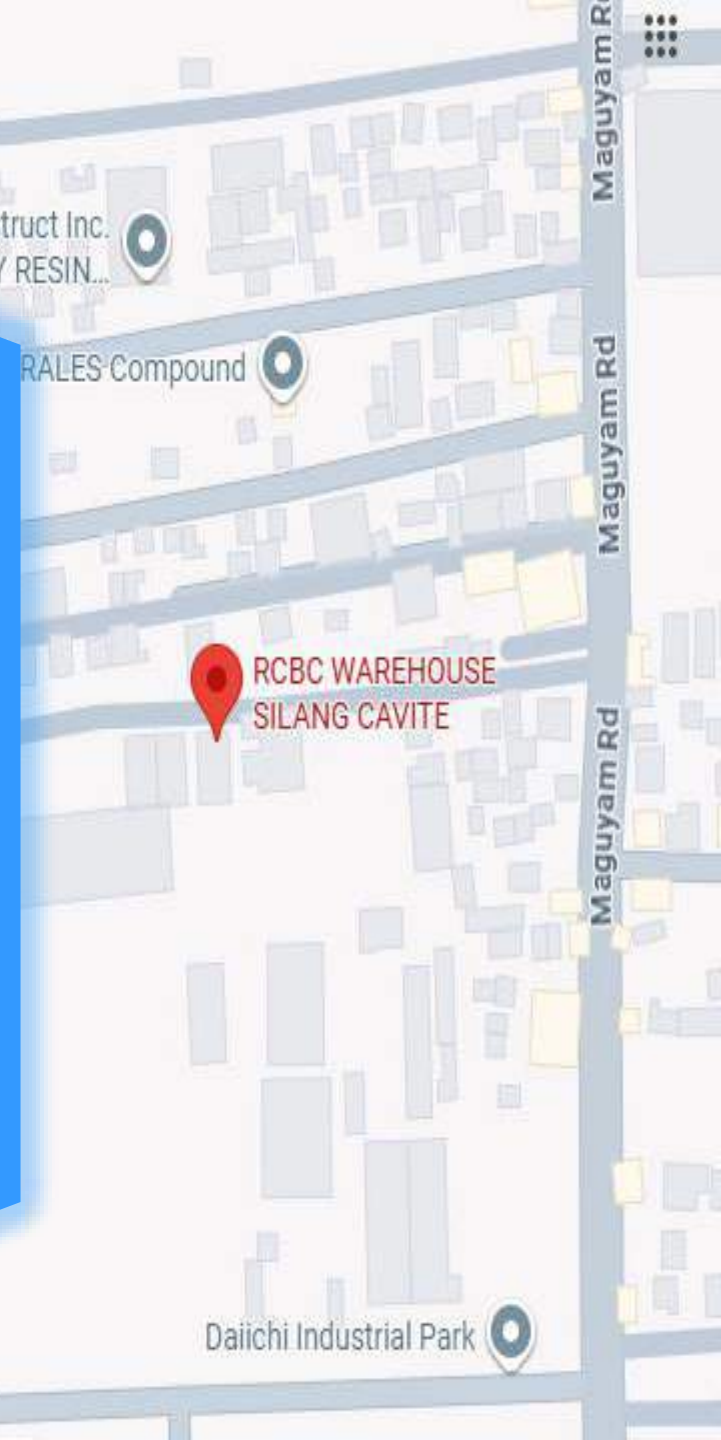 Maguyam Rd
truct Inc.
Y RESIN...
RALES Compound
Maguyam Rd
RCBC WAREHOUSE
SILANG CAVITE
Maguyam Rd
Daiichi Industrial Park